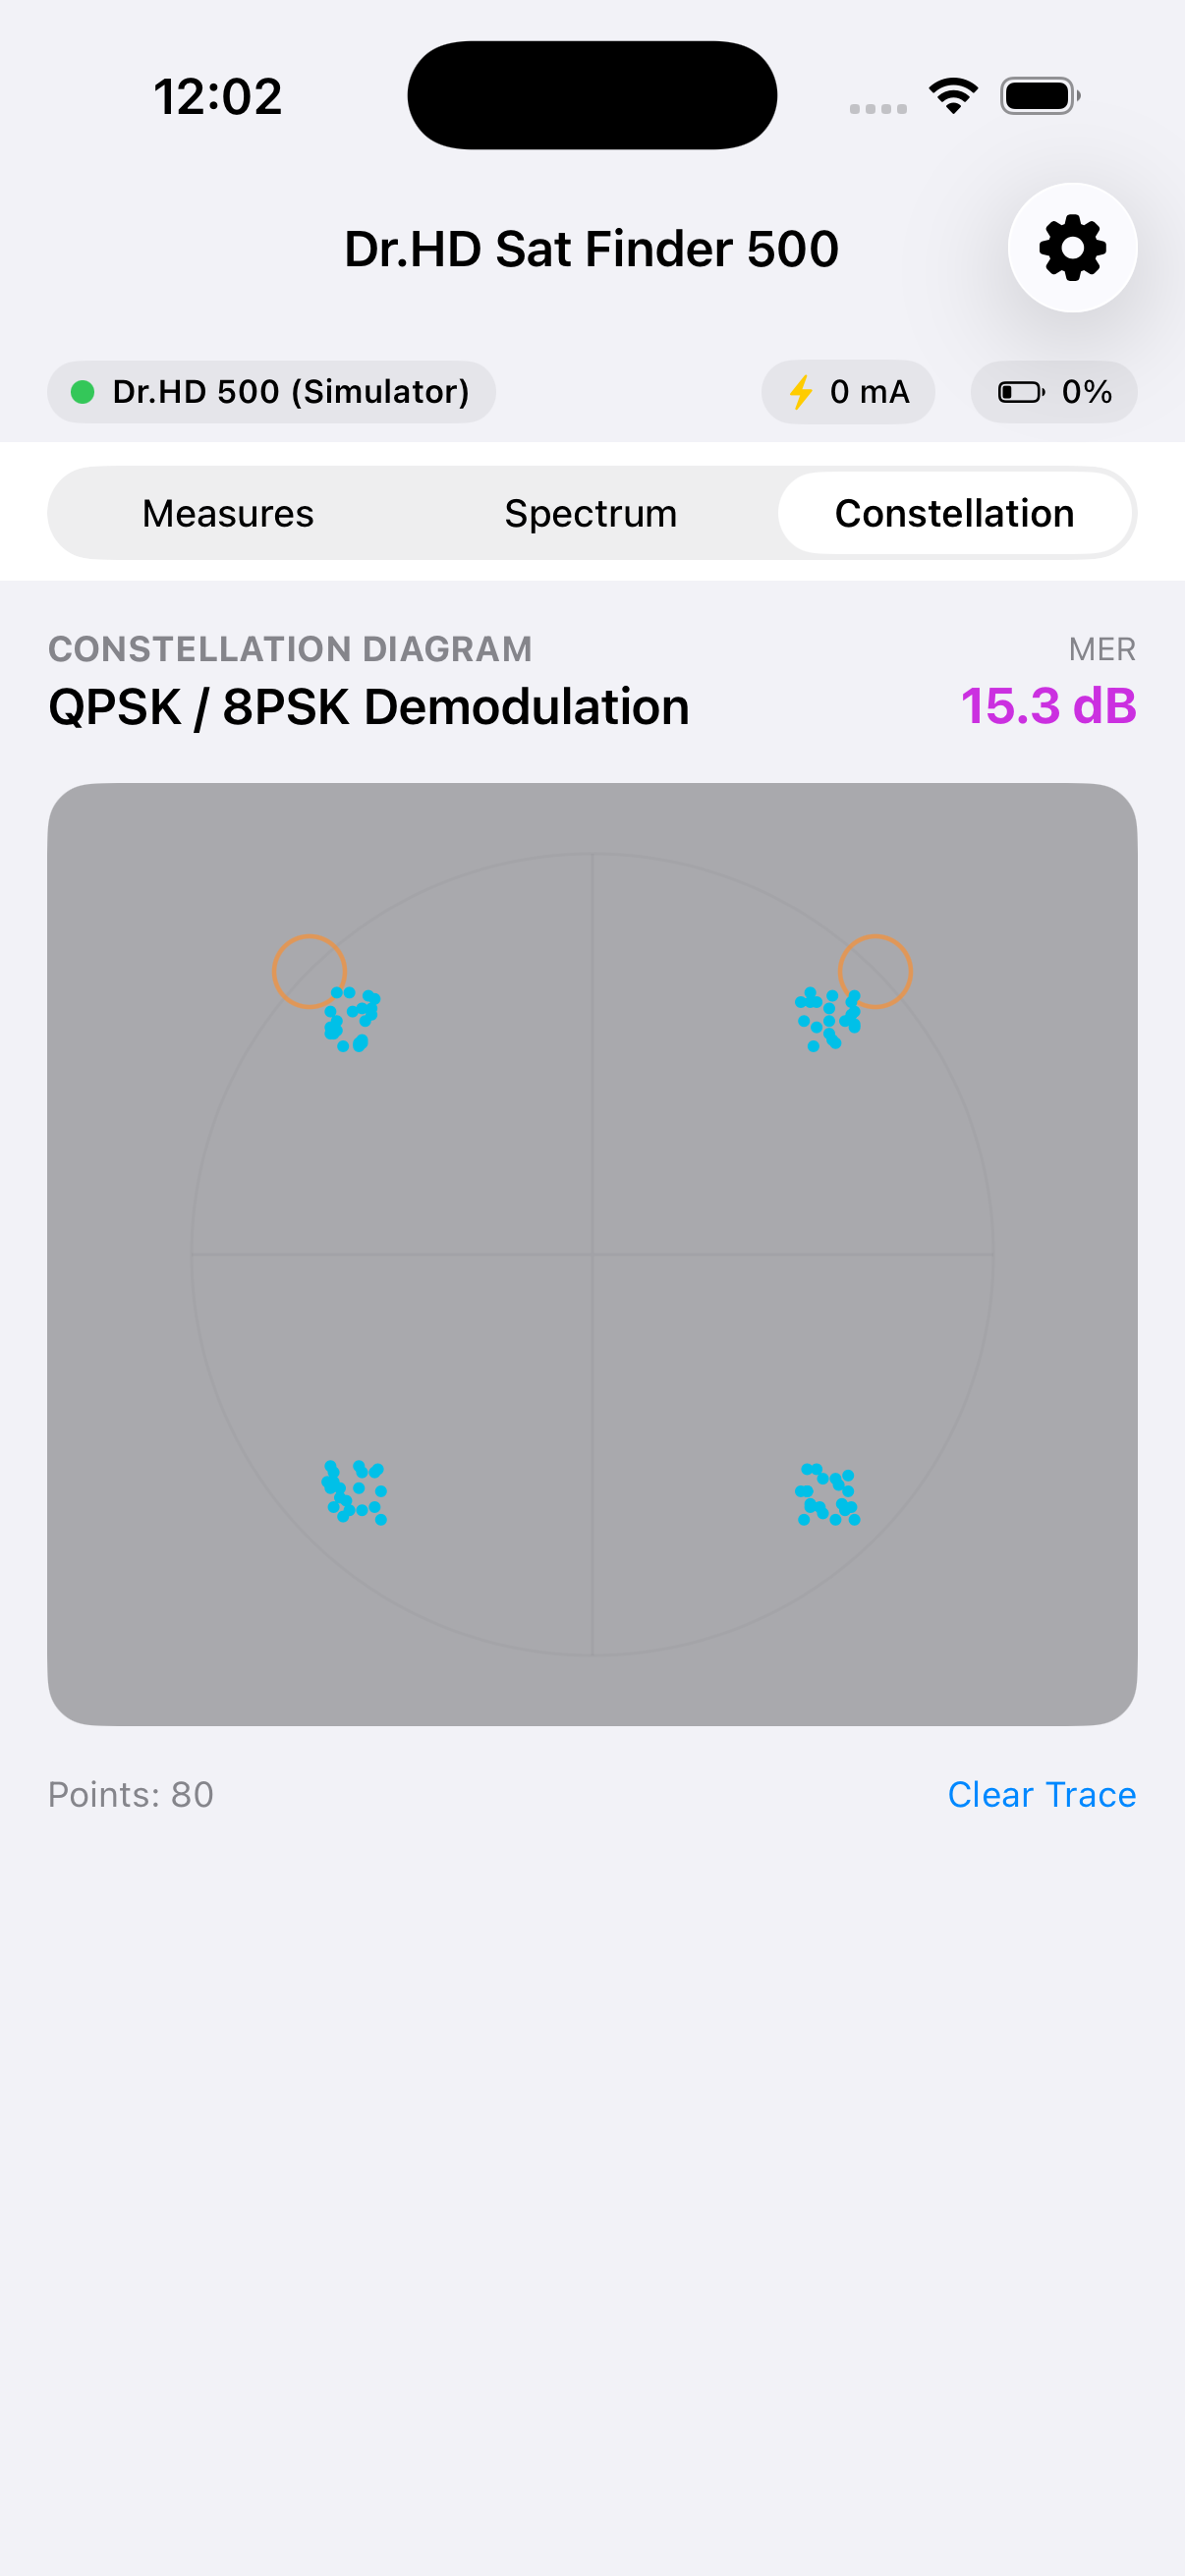 12:02
Dr.HD Sat Finder 500
Dr.HD 500 (Simulator) 0 mA 0%
Measures Spectrum Constellation
CONSTELLATION DIAGRAM MER
QPSK / 8PSK Demodulation 15.3 dB
Points: 80 Clear Trace